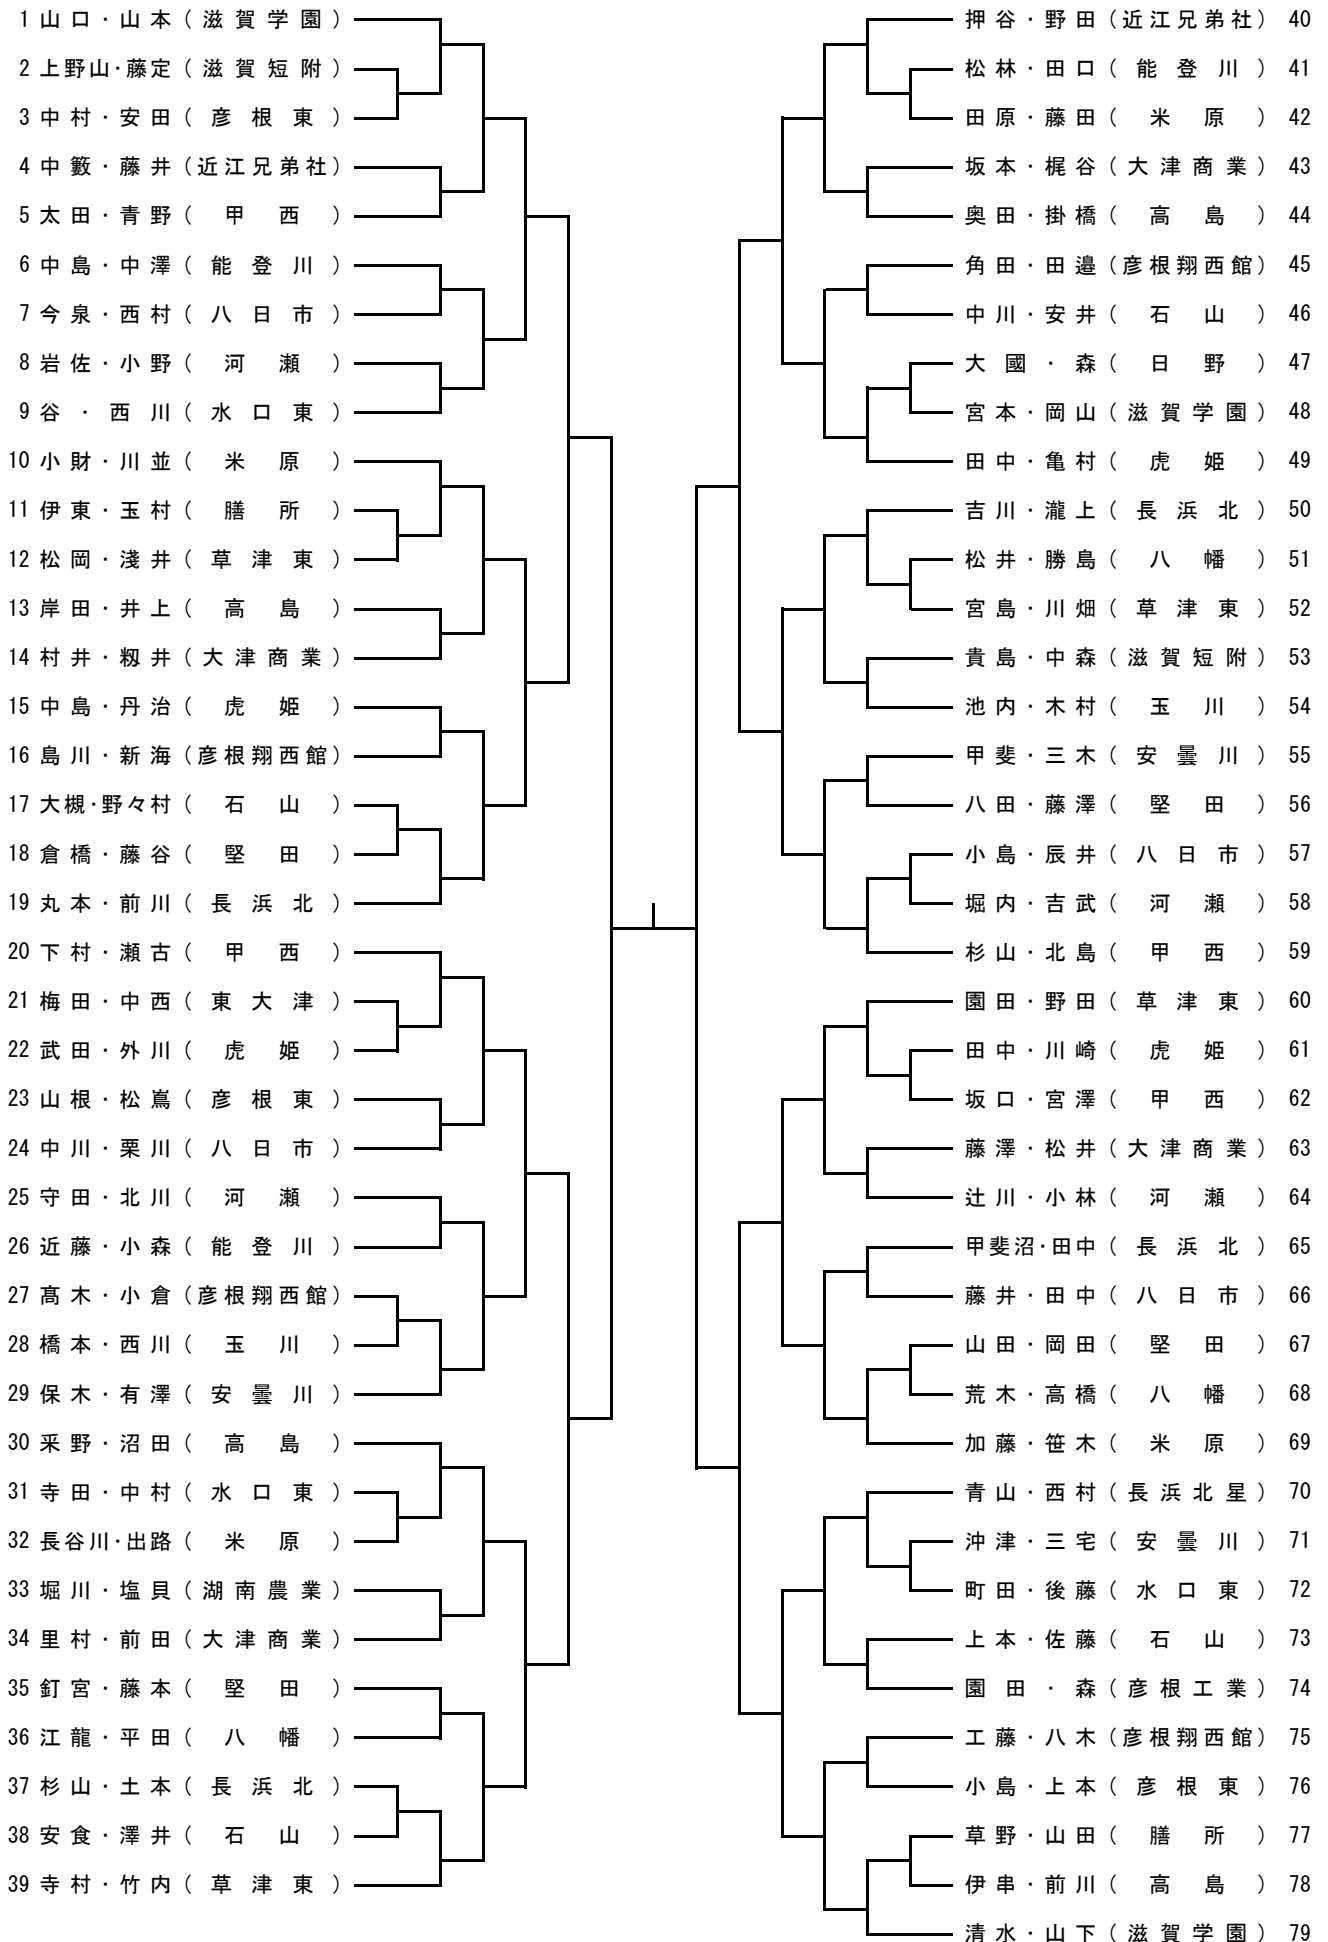 1 山口・山本（滋賀学園）
2 上野山・藤定（滋賀短附）
3 中村・安田（彦根東）
4 中籔・藤井（近江兄弟社）
5 太田・青野（甲西）
6 中島・中澤（能登川）
7 今泉・西村（八日市）
8 岩佐・小野（河瀬）
9 谷・西川（水口東）
10 小財・川並（米原）
11 伊東・玉村（膳所）
12 松岡・淺井（草津東）
13 岸田・井上（高島）
14 村井・籾井（大津商業）
15 中島・丹治（虎姫）
16 島川・新海（彦根翔西館）
17 大槻・野々村（石山）
18 倉橋・藤谷（堅田）
19 丸本・前川（長浜北）
20 下村・瀬古（甲西）
21 梅田・中西（東大津）
22 武田・外川（虎姫）
23 山根・松嶌（彦根東）
24 中川・栗川（八日市）
25 守田・北川（河瀬）
26 近藤・小森（能登川）
27 髙木・小倉（彦根翔西館）
28 橋本・西川（玉川）
29 保木・有澤（安曇川）
30 釆野・沼田（高島）
31 寺田・中村（水口東）
32 長谷川・出路（米原）
33 堀川・塩貝（湖南農業）
34 里村・前田（大津商業）
35 釘宮・藤本（堅田）
36 江龍・平田（八幡）
37 杉山・土本（長浜北）
38 安食・澤井（石山）
39 寺村・竹内（草津東）
押谷・野田（近江兄弟社） 40
松林・田口（能登川） 41
田原・藤田（米原） 42
坂本・梶谷（大津商業） 43
奥田・掛橋（高島） 44
角田・田邉（彦根翔西館） 45
中川・安井（石山） 46
大國・森（日野） 47
宮本・岡山（滋賀学園） 48
田中・亀村（虎姫） 49
吉川・瀧上（長浜北） 50
松井・勝島（八幡） 51
宮島・川畑（草津東） 52
貴島・中森（滋賀短附） 53
池内・木村（玉川） 54
甲斐・三木（安曇川） 55
八田・藤澤（堅田） 56
小島・辰井（八日市） 57
堀内・吉武（河瀬） 58
杉山・北島（甲西） 59
園田・野田（草津東） 60
田中・川崎（虎姫） 61
坂口・宮澤（甲西） 62
藤澤・松井（大津商業） 63
辻川・小林（河瀬） 64
甲斐沼・田中（長浜北） 65
藤井・田中（八日市） 66
山田・岡田（堅田） 67
荒木・高橋（八幡） 68
加藤・笹木（米原） 69
青山・西村（長浜北星） 70
沖津・三宅（安曇川） 71
町田・後藤（水口東） 72
上本・佐藤（石山） 73
園田・森（彦根工業） 74
工藤・八木（彦根翔西館） 75
小島・上本（彦根東） 76
草野・山田（膳所） 77
伊串・前川（高島） 78
清水・山下（滋賀学園） 79